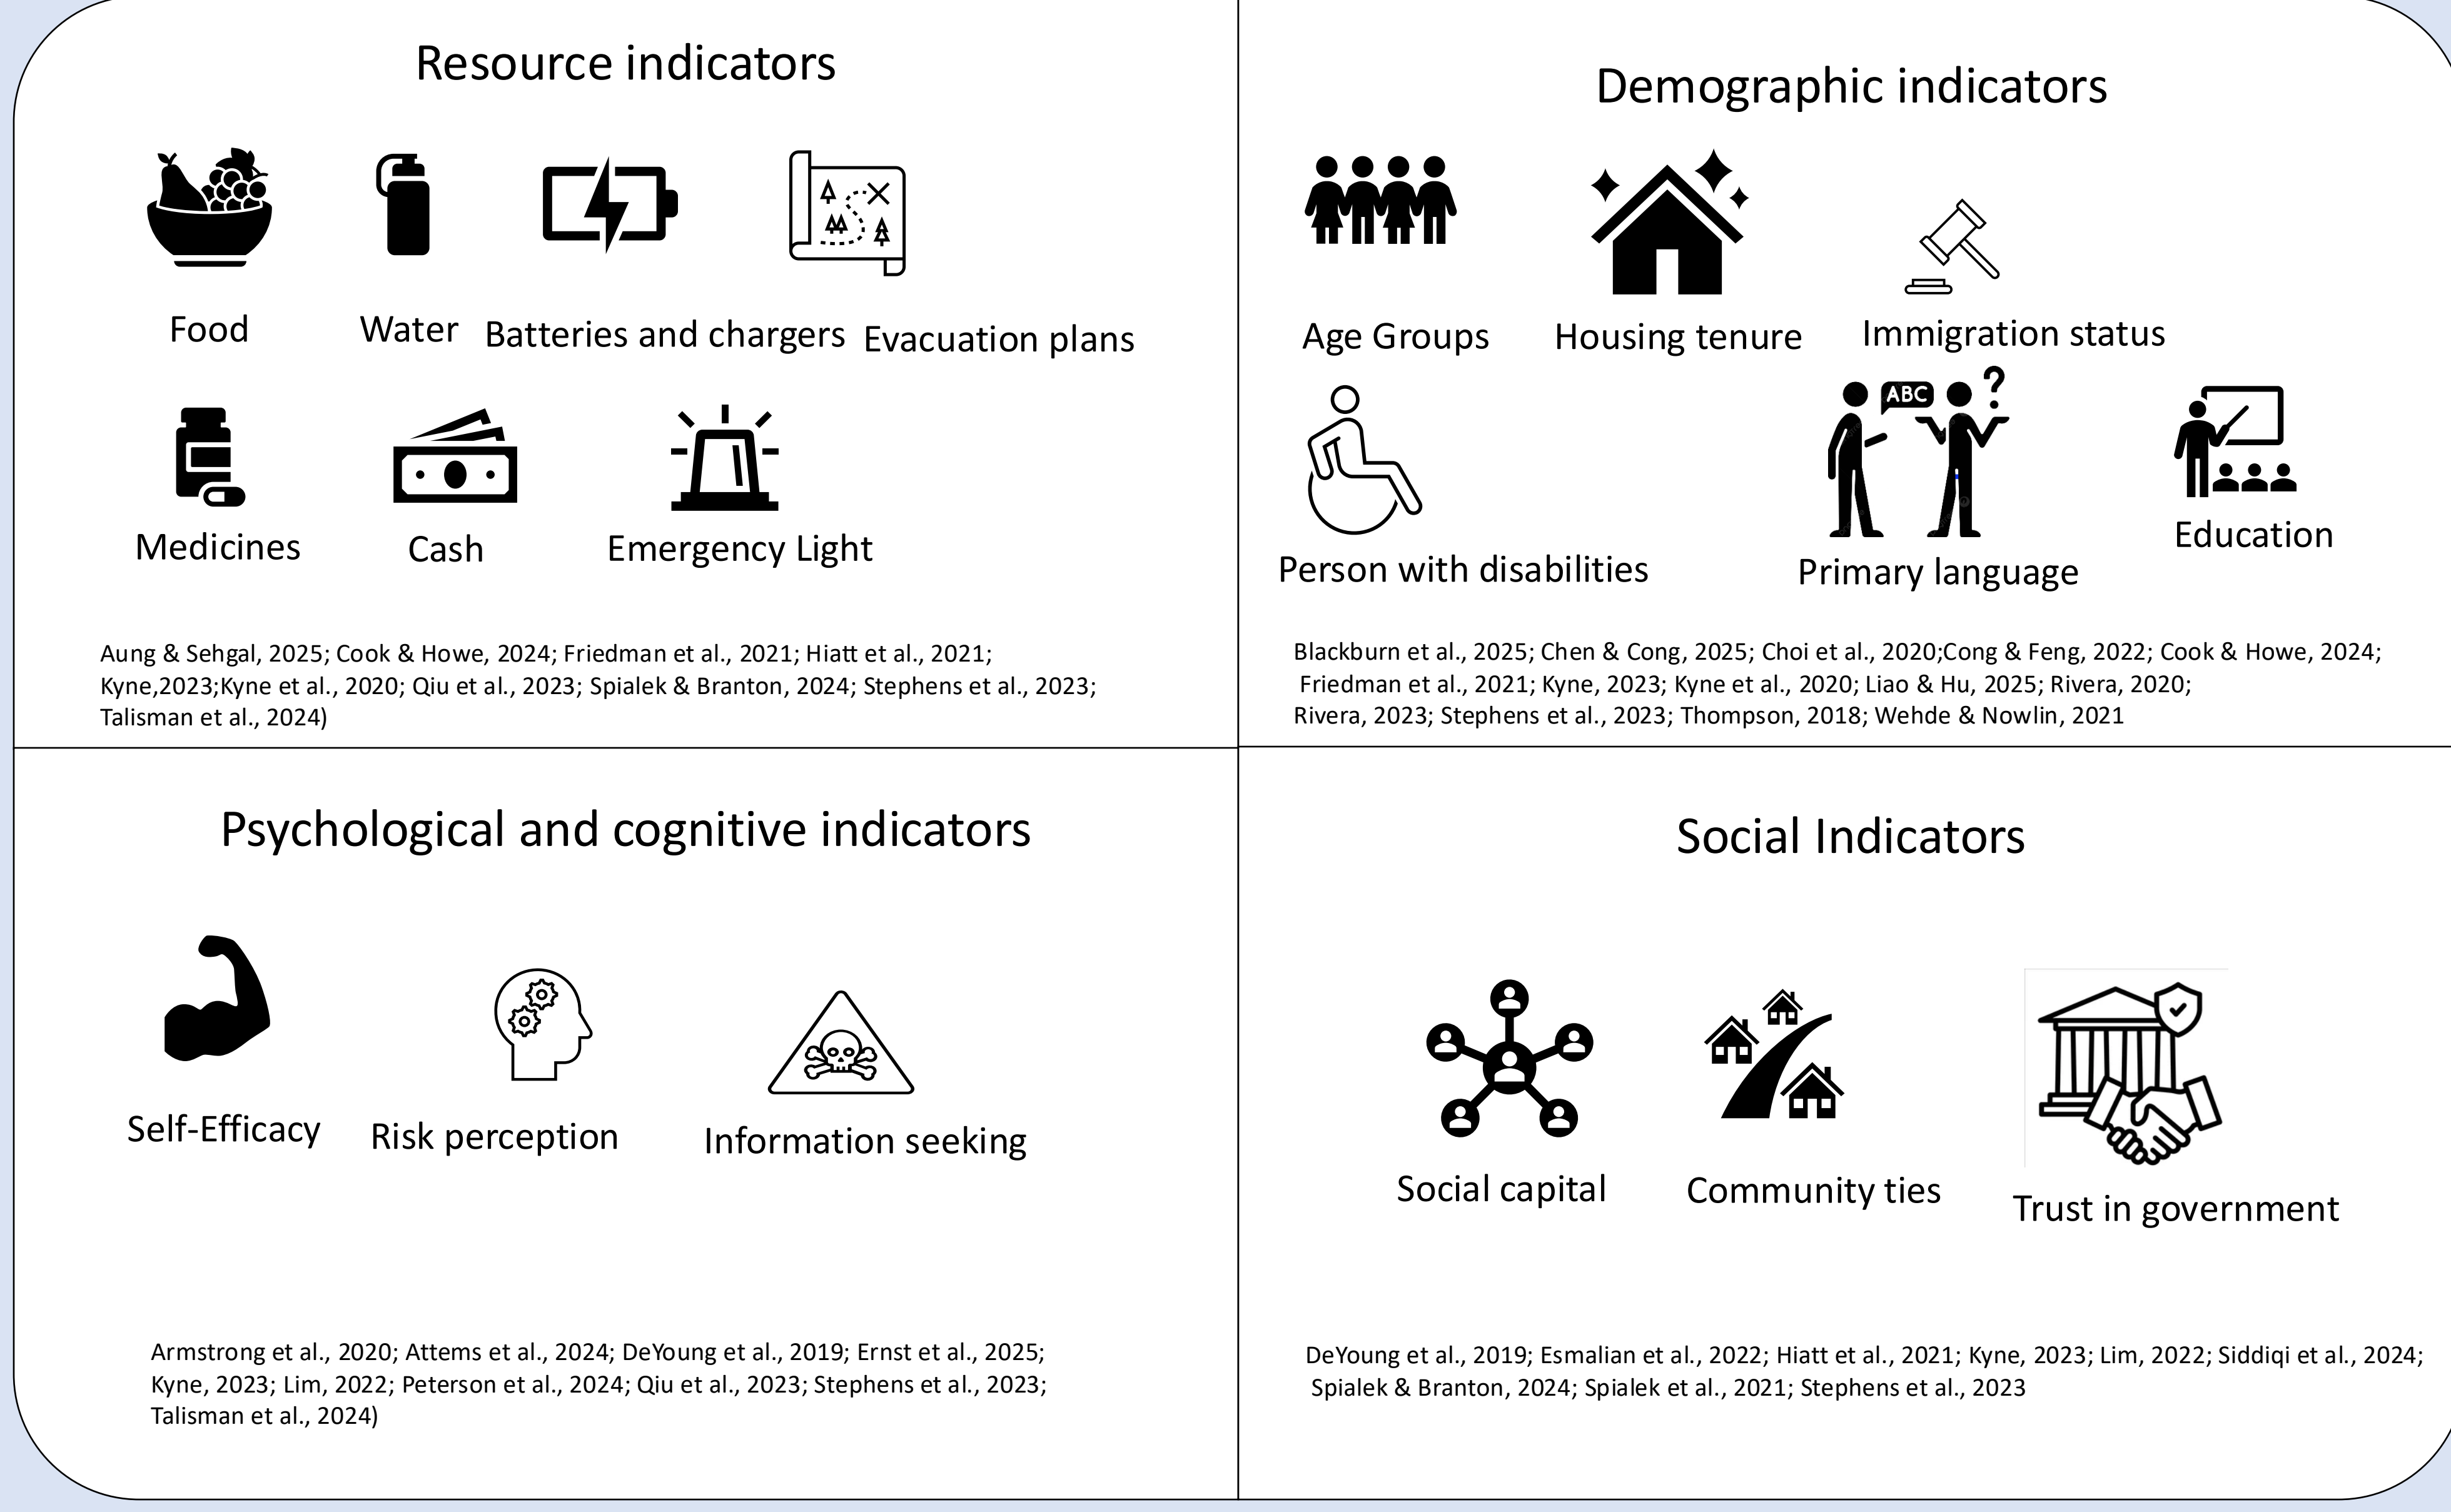 Resource indicators
Food
Water
Batteries and chargers
Evacuation plans
Medicines
Cash
Emergency Light
Aung & Sehgal, 2025; Cook & Howe, 2024; Friedman et al., 2021; Hiatt et al., 2021;
Kyne,2023;Kyne et al., 2020; Qiu et al., 2023; Spialek & Branton, 2024; Stephens et al., 2023;
Talisman et al., 2024)
Demographic indicators
Age Groups
Housing tenure
Immigration status
ABC
?
Person with disabilities
Primary language
Education
Blackburn et al., 2025; Chen & Cong, 2025; Choi et al., 2020;Cong & Feng, 2022; Cook & Howe, 2024;
Friedman et al., 2021; Kyne, 2023; Kyne et al., 2020; Liao & Hu, 2025; Rivera, 2020;
Rivera, 2023; Stephens et al., 2023; Thompson, 2018; Wehde & Nowlin, 2021
Psychological and cognitive indicators
Self-Efficacy
Risk perception
Information seeking
Armstrong et al., 2020; Attems et al., 2024; DeYoung et al., 2019; Ernst et al., 2025;
Kyne, 2023; Lim, 2022; Peterson et al., 2024; Qiu et al., 2023; Stephens et al., 2023;
Talisman et al., 2024)
Social Indicators
Social capital
Community ties
Trust in government
DeYoung et al., 2019; Esmalian et al., 2022; Hiatt et al., 2021; Kyne, 2023; Lim, 2022; Siddiqi et al., 2024;
Spialek & Branton, 2024; Spialek et al., 2021; Stephens et al., 2023